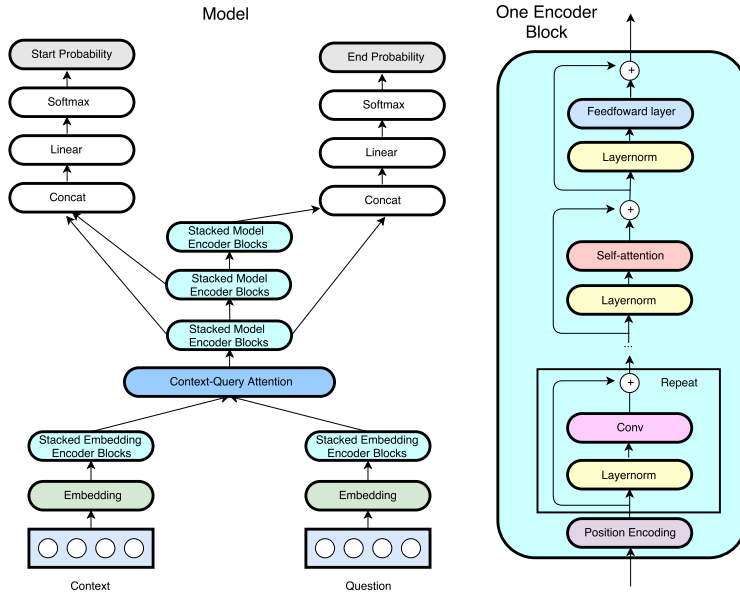 Model
Start Probability
Softmax
Linear
Concat
End Probability
Softmax
Linear
Concat
Stacked Model
Encoder Blocks
Stacked Model
Encoder Blocks
Stacked Model
Encoder Blocks
Context-Query Attention
Stacked Embedding
Encoder Blocks
Stacked Embedding
Encoder Blocks
Embedding
Embedding
Context
Question
One Encoder
Block
+
Feedfoward layer
Layernorm
+
Self-attention
Layernorm
...
+
Repeat
Conv
Layernorm
Position Encoding